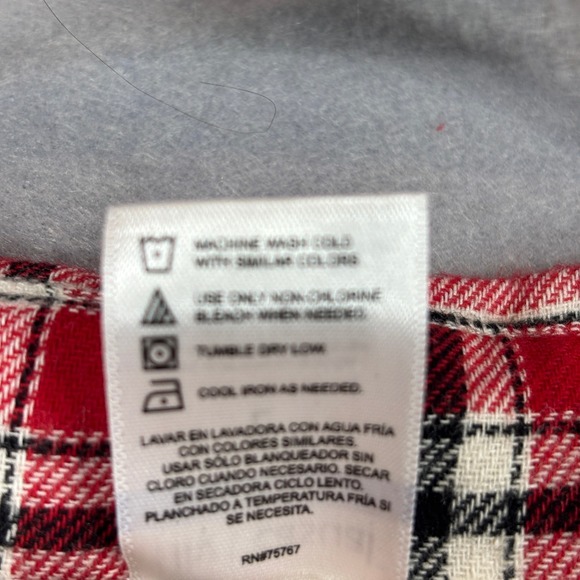 MACHINE WASH COLD
WITH SIMILAR COLORS
USE ONLY NON-CHLORINE
BLEACH WHEN NEEDED.
TUMBLE DRY LOW.
COOL IRON AS NEEDED.
LAVAR EN LAVADORA CON AGUA FRÍA
CON COLORES SIMILARES.
USAR SÓLO BLANQUEADOR SIN
CLORO CUANDO NECESARIO. SECAR
EN SECADORA CICLO LENTO.
PLANCHADO A TEMPERATURA FRÍA SI
SE NECESITA.
RN#75767